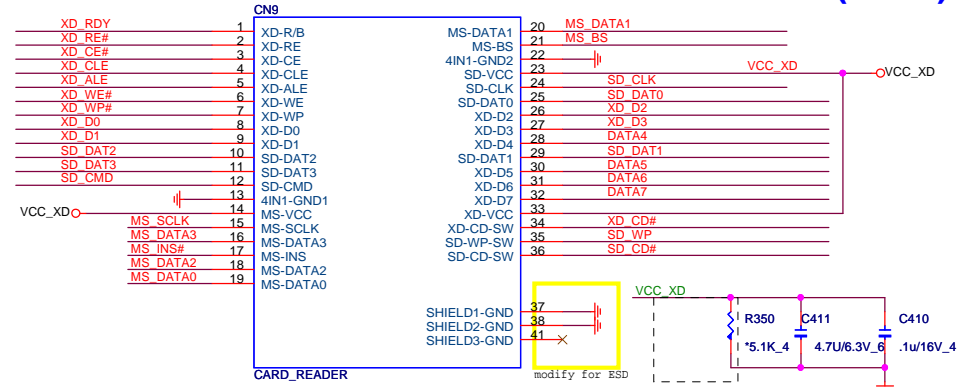 CN9
XD_RDY 1 XD-R/B
XD_RE# 2 XD-RE
XD_CE# 3 XD-CE
XD_CLE 4 XD-CLE
XD_ALE 5 XD-ALE
XD_WE# 6 XD-WE
XD_WP# 7 XD-WP
XD_D0 8 XD-D0
XD_D1 9 XD-D1
SD_DAT2 10 SD-DAT2
SD_DAT3 11 SD-DAT3
SD_CMD 12 SD-CMD
13 4IN1-GND1
VCC_XD 14 MS-VCC
MS_SCLK 15 MS-SCLK
MS_DATA3 16 MS-DATA3
MS_INS# 17 MS-INS
MS_DATA2 18 MS-DATA2
MS_DATA0 19 MS-DATA0
MS-DATA1 20 MS_DATA1
MS-BS 21 MS_BS
4IN1-GND2 22
SD-VCC 23 VCC_XD VCC_XD
SD-CLK 24 SD_CLK
SD-DAT0 25 SD_DAT0
XD-D2 26 XD_D2
XD-D3 27 XD_D3
XD-D4 28 DATA4
SD-DAT1 29 SD_DAT1
XD-D5 30 DATA5
XD-D6 31 DATA6
XD-D7 32 DATA7
XD-VCC 33
XD-CD-SW 34 XD_CD#
SD-WP-SW 35 SD_WP
SD-CD-SW 36 SD_CD#
SHIELD1-GND 37
SHIELD2-GND 38
SHIELD3-GND 41
CARD_READER
modify for ESD
VCC_XD
R350 C411 C410
*5.1K_4 4.7U/6.3V_6 .1u/16V_4